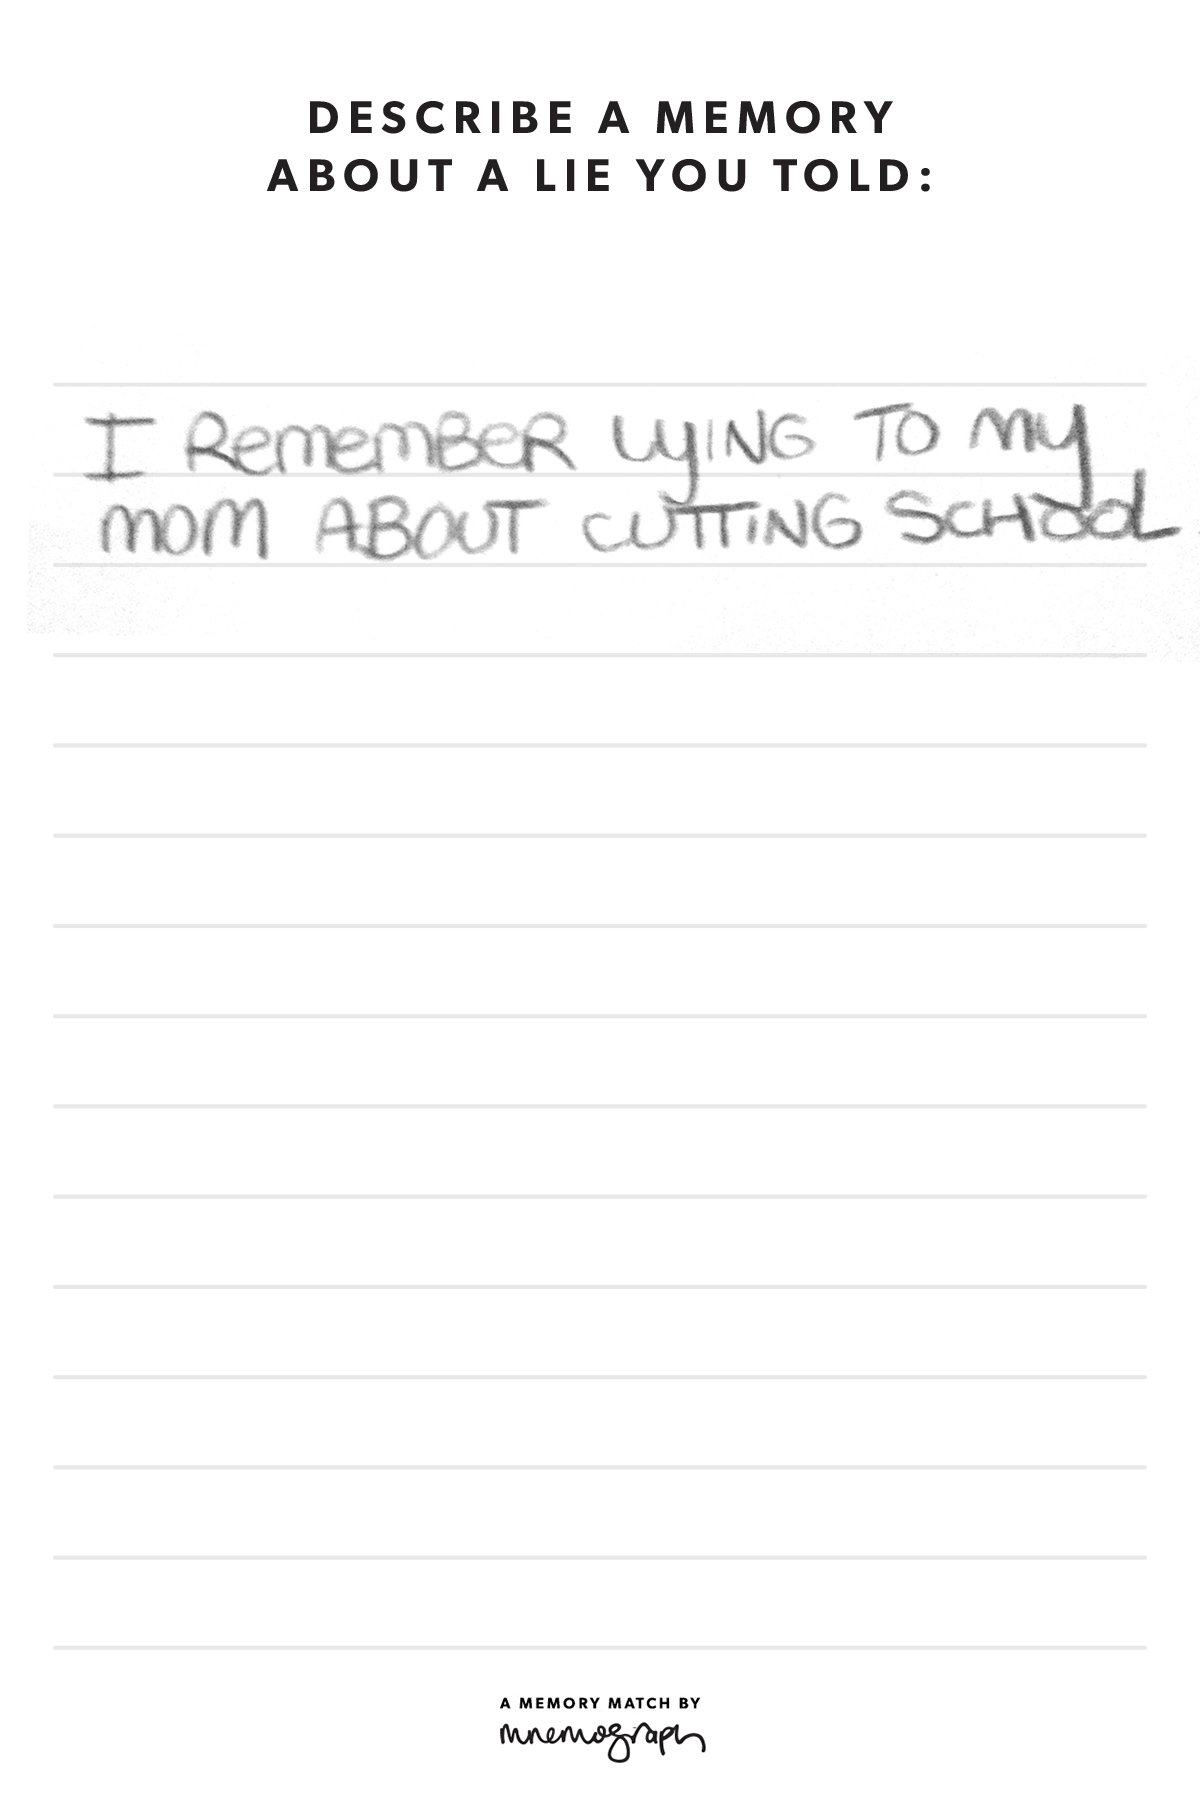 DESCRIBE A MEMORY
ABOUT A LIE YOU TOLD:
I REMEMBER LYING TO MY
MOM ABOUT CUTTING SCHOOL.
A MEMORY MATCH BY
mnemograph